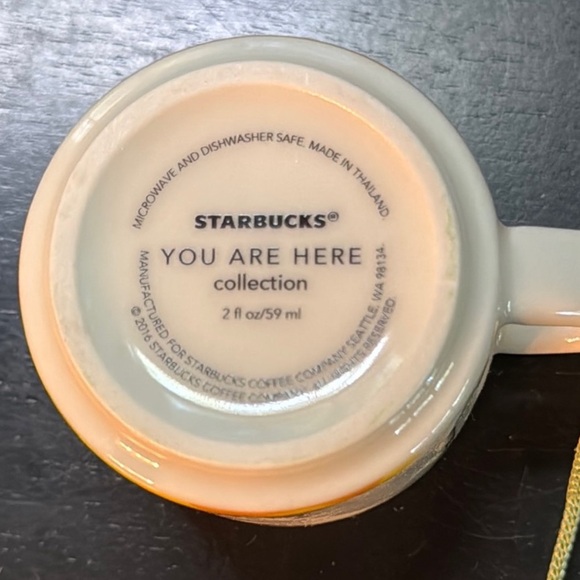 MICROWAVE AND DISHWASHER SAFE. MADE IN THAILAND.
STARBUCKS®
YOU ARE HERE
collection
2 fl oz/59 ml
MANUFACTURED FOR STARBUCKS COFFEE COMPANY SEATTLE, WA 98134.
© 2016 STARBUCKS COFFEE COMPANY. ALL RIGHTS RESERVED.